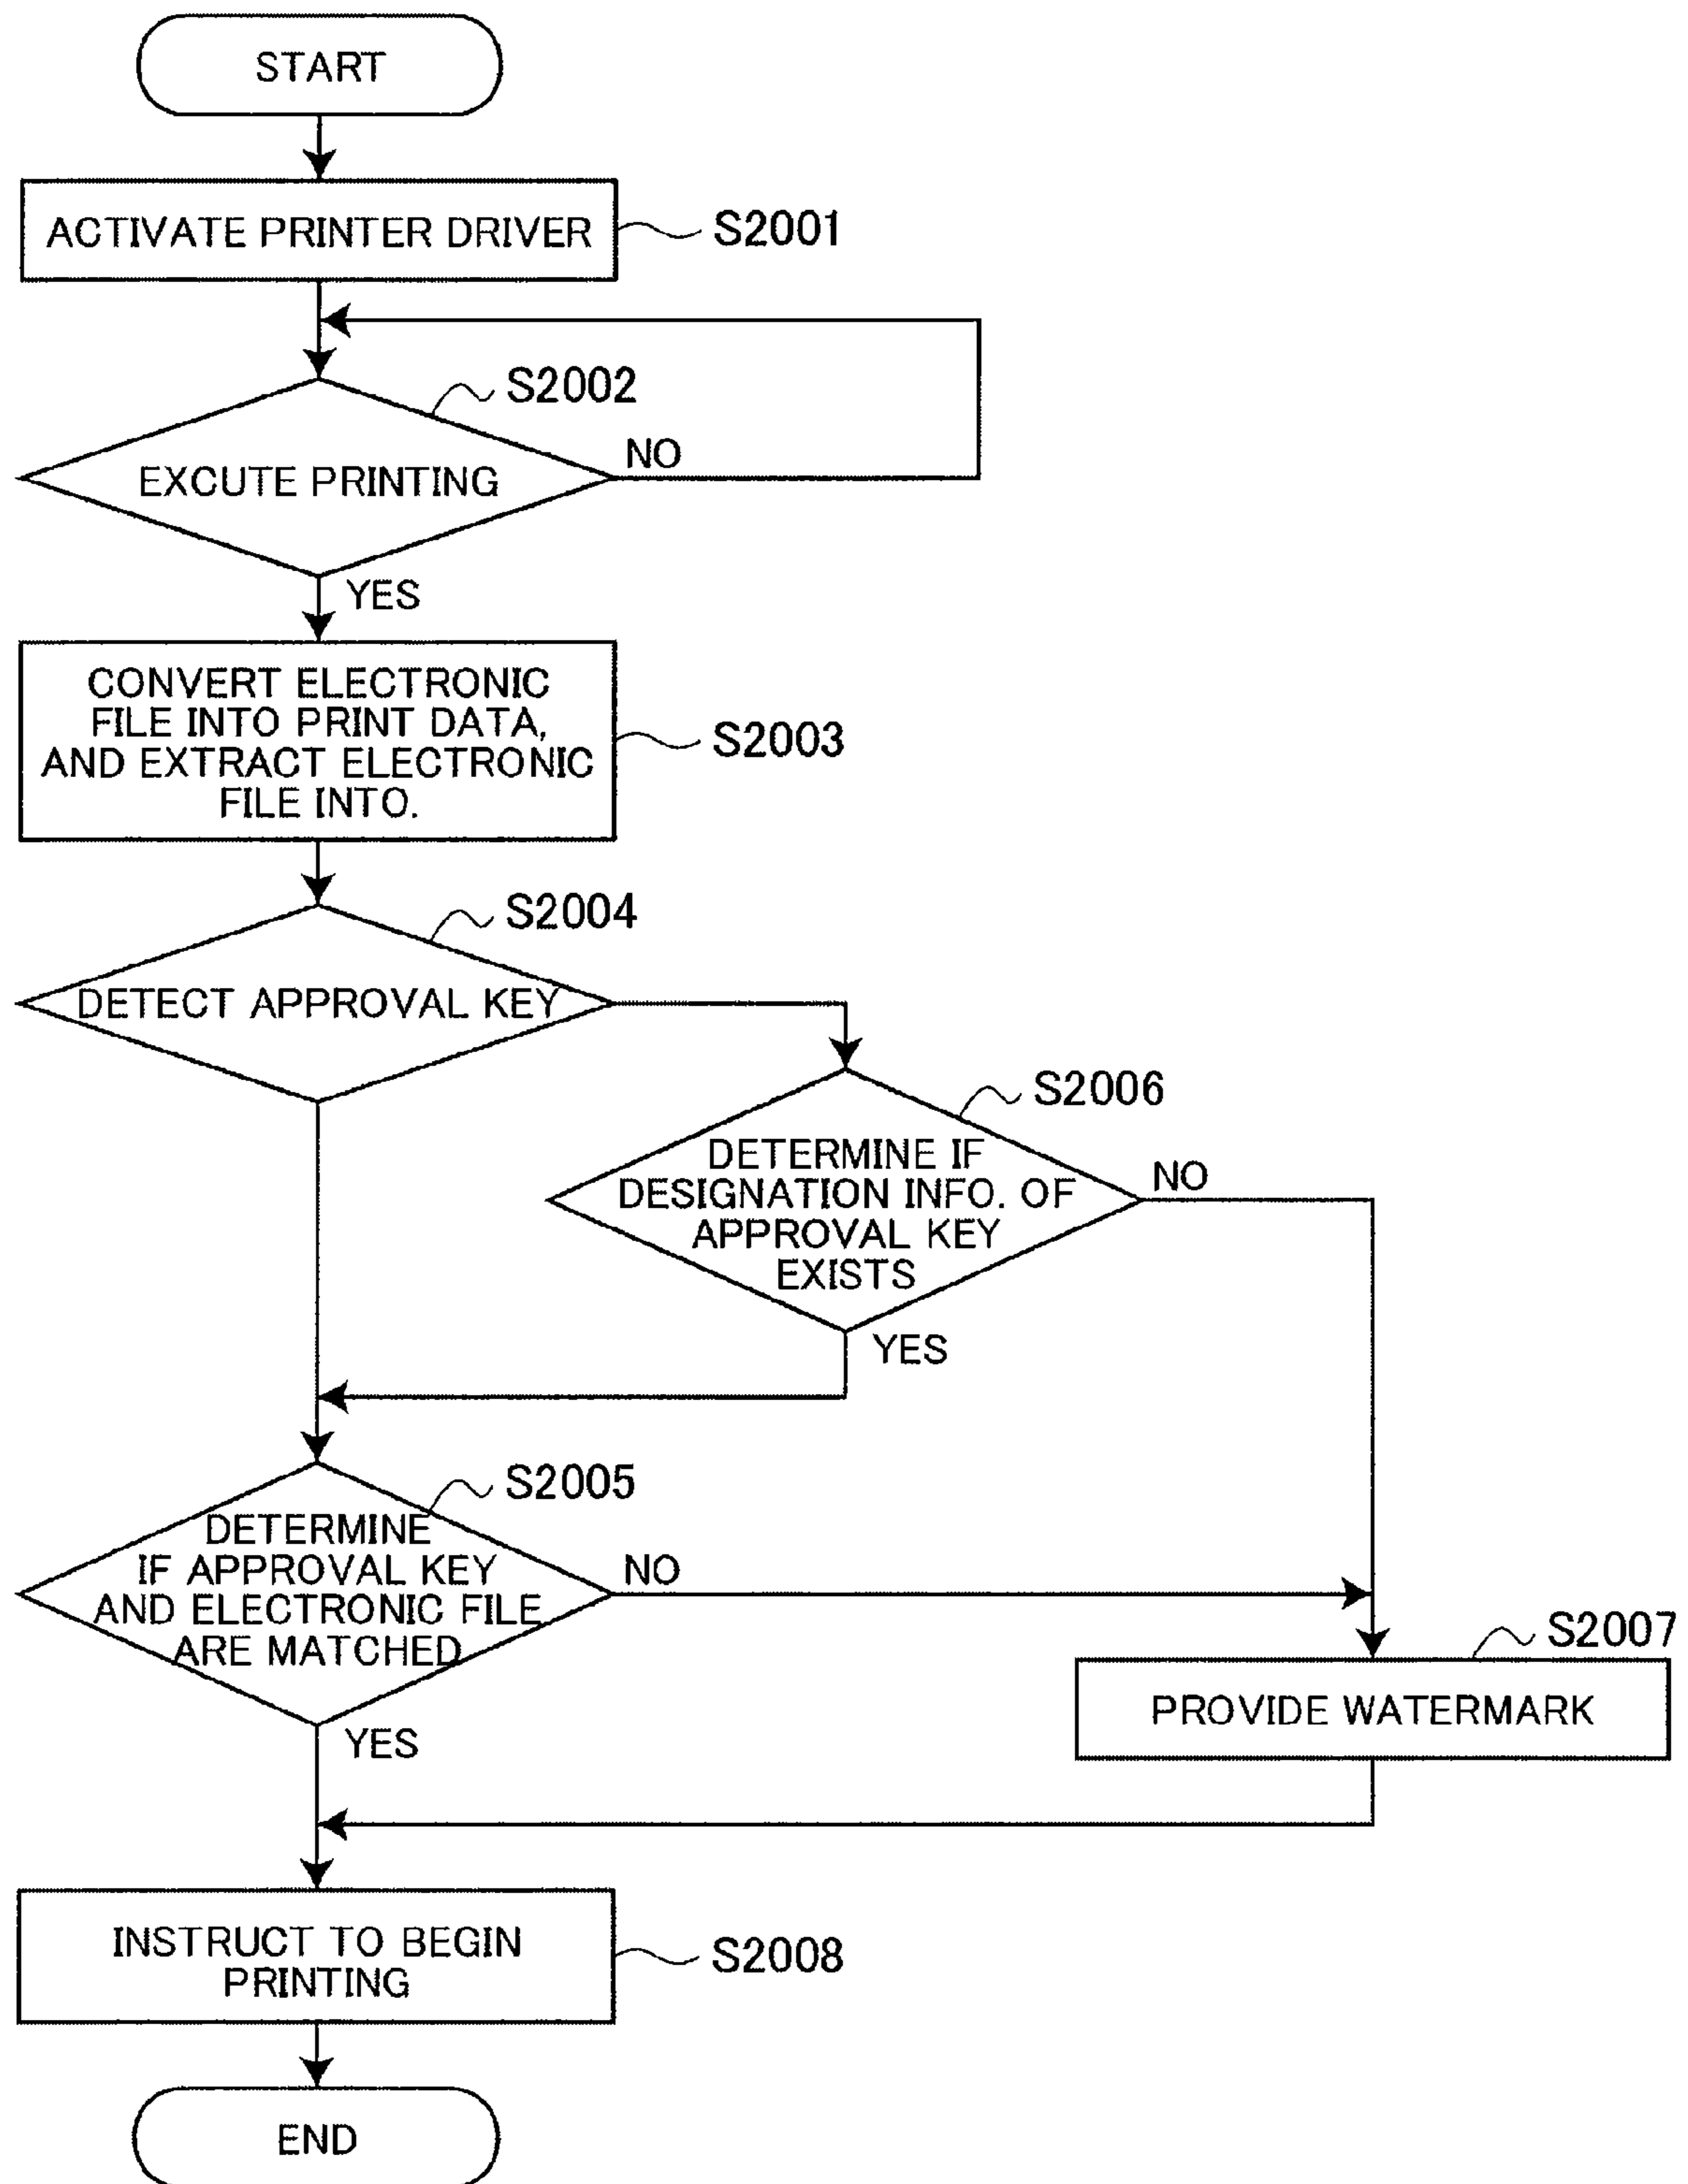 START
ACTIVATE PRINTER DRIVER
S2001
S2002
EXCUTE PRINTING
NO
YES
CONVERT ELECTRONIC
FILE INTO PRINT DATA,
AND EXTRACT ELECTRONIC
FILE INTO.
S2003
S2004
DETECT APPROVAL KEY
S2006
DETERMINE IF
DESIGNATION INFO. OF
APPROVAL KEY
EXISTS
NO
YES
S2005
DETERMINE
IF APPROVAL KEY
AND ELECTRONIC FILE
ARE MATCHED
NO
YES
S2007
PROVIDE WATERMARK
INSTRUCT TO BEGIN
PRINTING
S2008
END